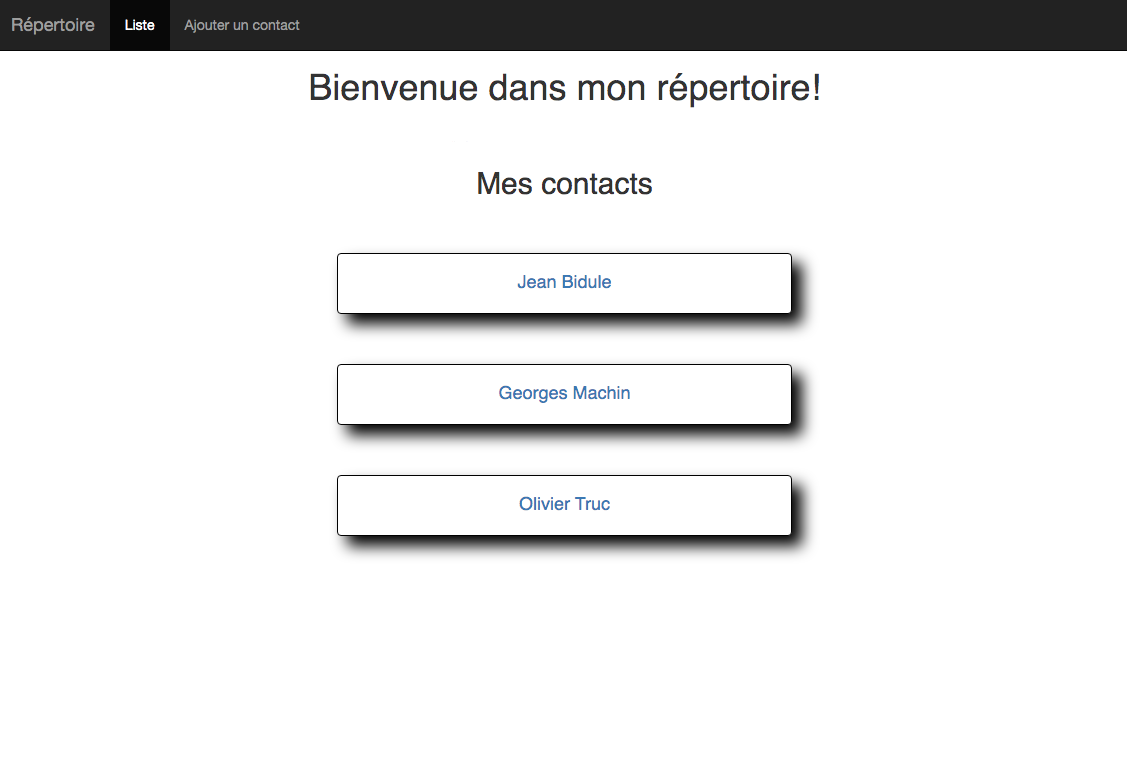 Répertoire Liste Ajouter un contact
Bienvenue dans mon répertoire!
Mes contacts
Jean Bidule
Georges Machin
Olivier Truc